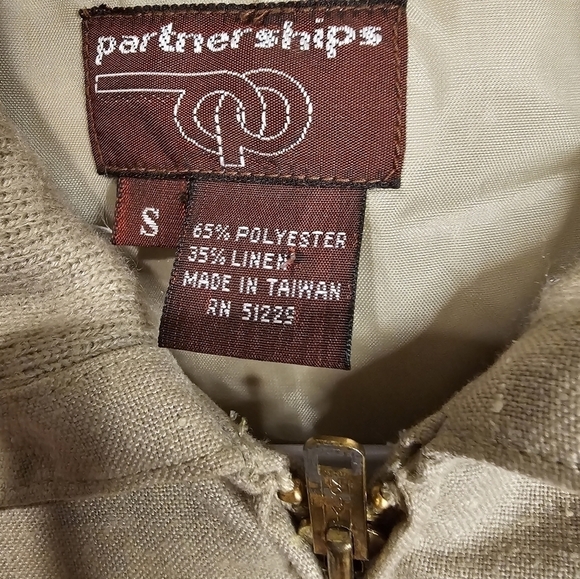 partnerships
S
65% POLYESTER
35% LINEN
MADE IN TAIWAN
RN 51225